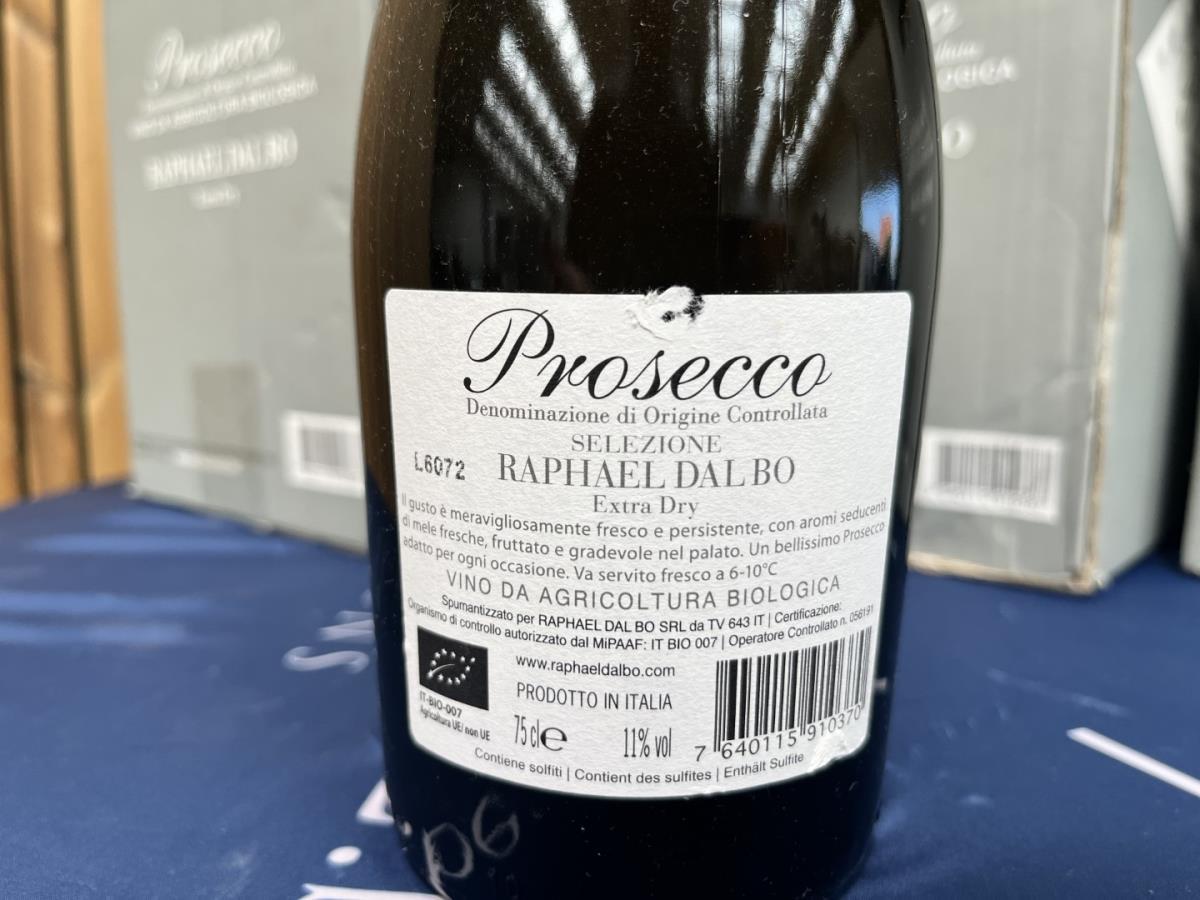 Prosecco
RAPHAEL DAL BO
Prosecco
Denominazione di Origine Controllata
SELEZIONE
L6072
RAPHAEL DAL BO
Extra Dry
Il gusto è meravigliosamente fresco e persistente, con aromi seducenti
di mele fresche, fruttato e gradevole nel palato. Un bellissimo Prosecco
adatto per ogni occasione. Va servito fresco a 6-10°C
VINO DA AGRICOLTURA BIOLOGICA
Spumantizzato per RAPHAEL DAL BO SRL da TV 643 IT | Certificazione:
Organismo di controllo autorizzato dal MiPAAF: IT BIO 007 | Operatore Controllato n. 056191
www.raphaeldalbo.com
PRODOTTO IN ITALIA
IT-BIO-007
Agricoltura UE/ non UE
75 cl e
11% vol
7 640115 910370
Contiene solfiti | Contient des sulfites | Enthält Sulfite